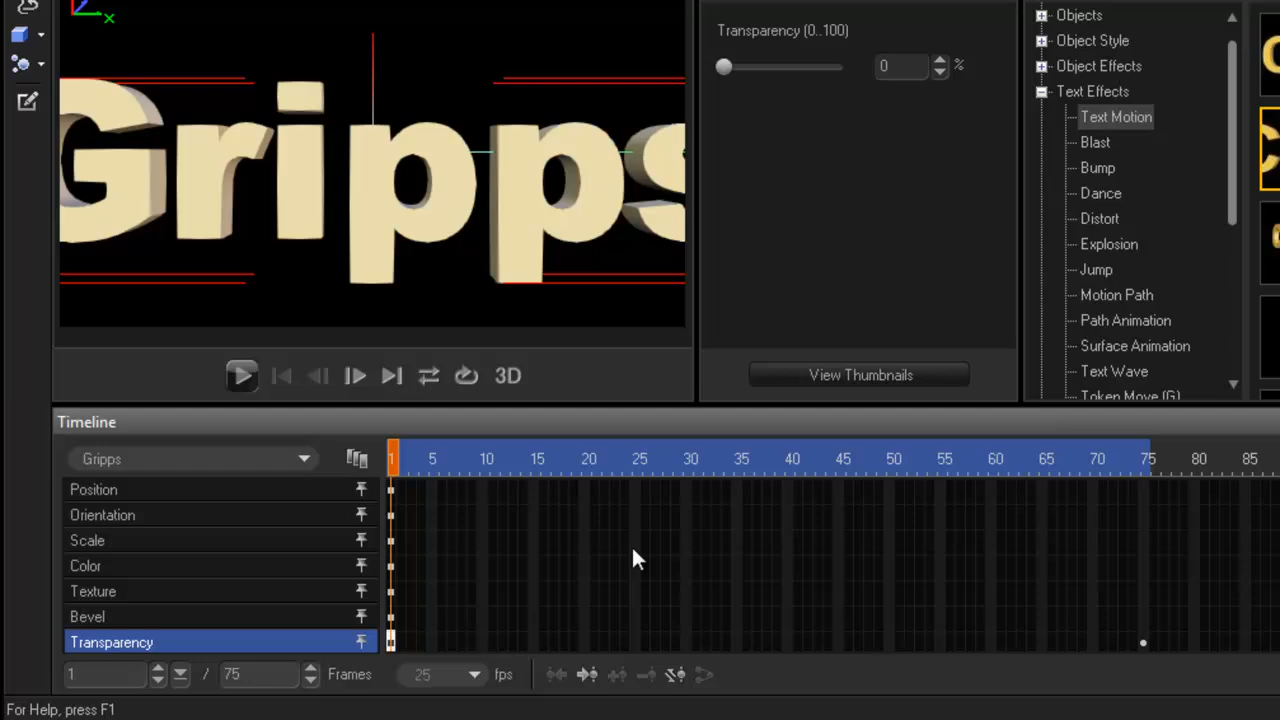 x
Gripps
3D
Transparency (0..100)
0 %
View Thumbnails
Objects
Object Style
Object Effects
Text Effects
Text Motion
Blast
Bump
Dance
Distort
Explosion
Jump
Motion Path
Path Animation
Surface Animation
Text Wave
Token Move (G)
Timeline
Gripps
1 5 10 15 20 25 30 35 40 45 50 55 60 65 70 75 80 85
Position
Orientation
Scale
Color
Texture
Bevel
Transparency
1 / 75 Frames 25 fps
For Help, press F1